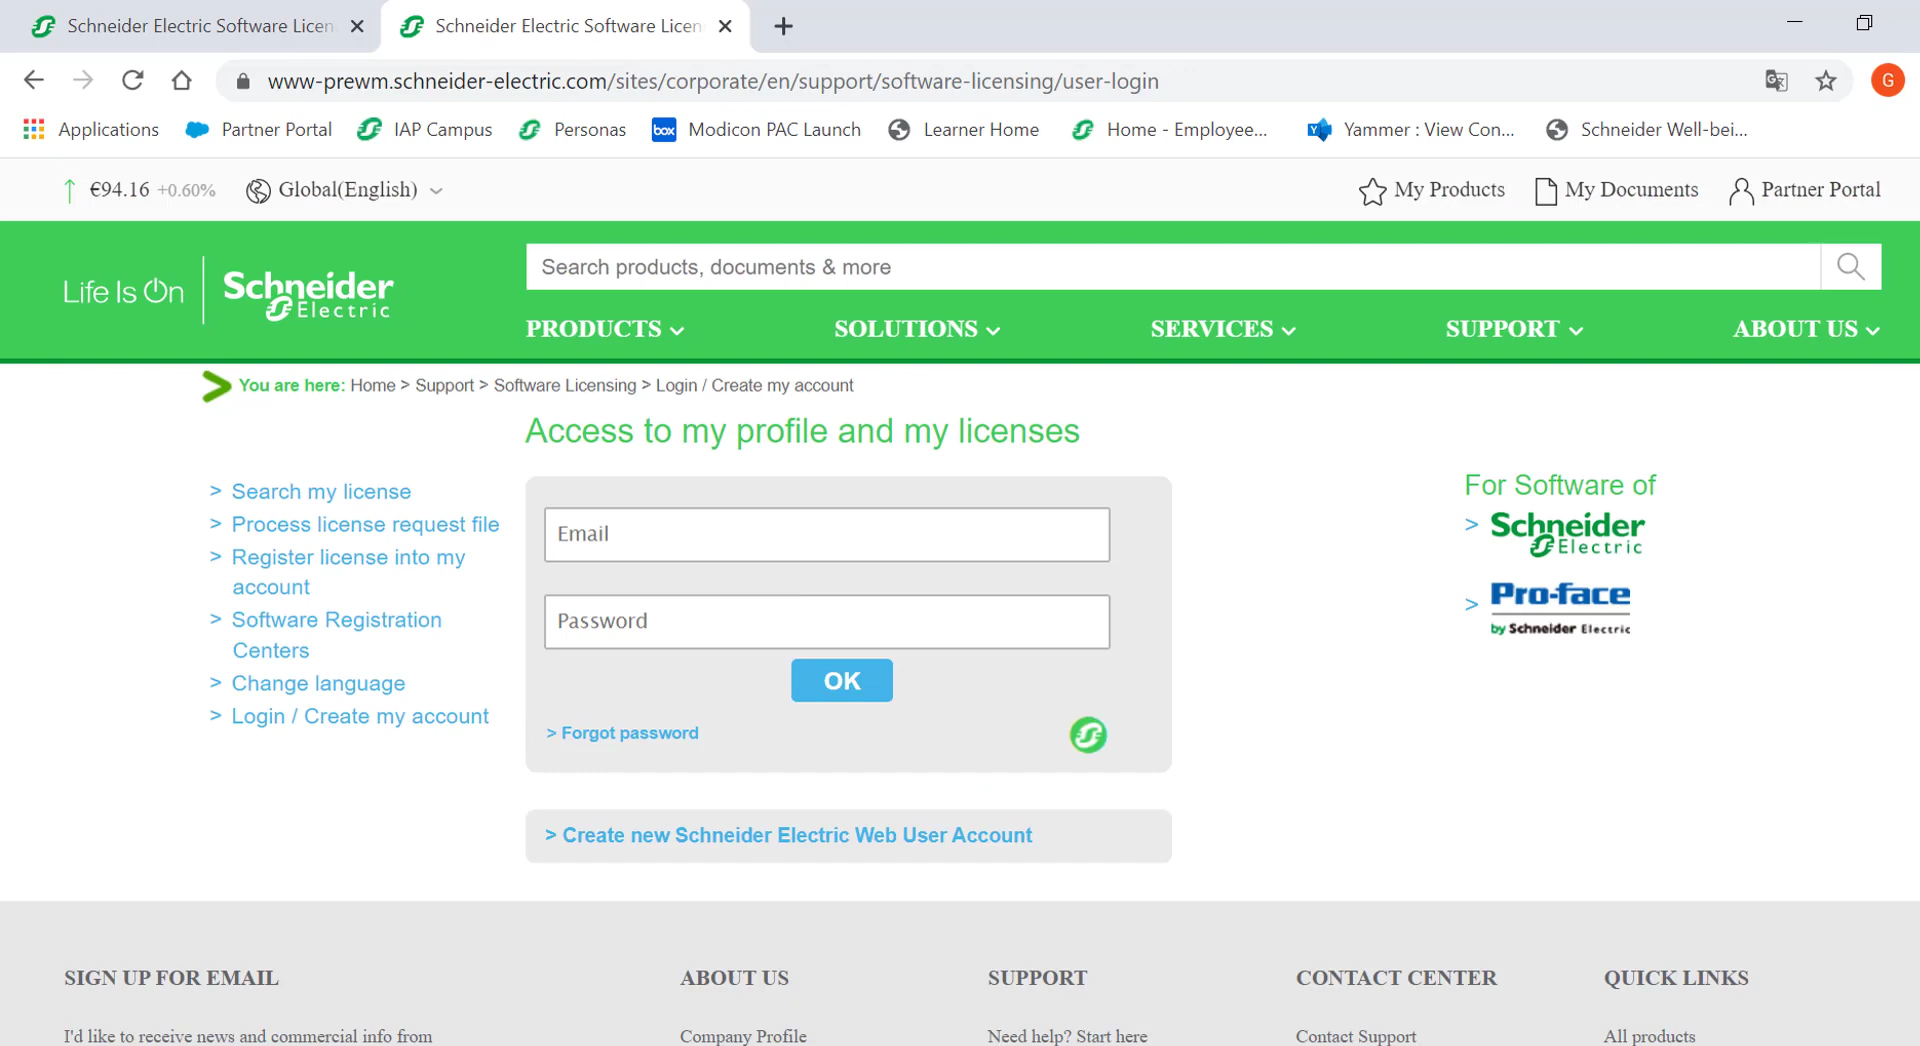 Schneider Electric Software Licen
Schneider Electric Software Licen
www-prewm.schneider-electric.com/sites/corporate/en/support/software-licensing/user-login
G
Applications
Partner Portal
IAP Campus
Personas
box
Modicon PAC Launch
Learner Home
Home - Employee...
Yammer : View Con...
Schneider Well-bei...
€94.16 +0.60%
Global(English)
My Products
My Documents
Partner Portal
Life Is On
Schneider
Electric
Search products, documents & more
PRODUCTS
SOLUTIONS
SERVICES
SUPPORT
ABOUT US
You are here: Home > Support > Software Licensing > Login / Create my account
Access to my profile and my licenses
> Search my license
> Process license request file
> Register license into my
account
> Software Registration
Centers
> Change language
> Login / Create my account
Email
Password
OK
> Forgot password
> Create new Schneider Electric Web User Account
For Software of
> Schneider
Electric
> Pro-face
by Schneider Electric
SIGN UP FOR EMAIL
ABOUT US
SUPPORT
CONTACT CENTER
QUICK LINKS
I'd like to receive news and commercial info from
Company Profile
Need help? Start here
Contact Support
All products